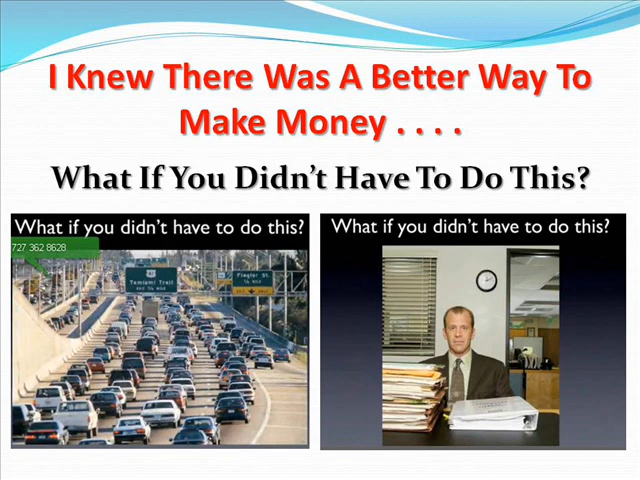 I Knew There Was A Better Way To
Make Money . . . .
What If You Didn't Have To Do This?
What if you didn't have to do this?
727 362 8628
Tamiami Trail
Flagler St.
What if you didn't have to do this?